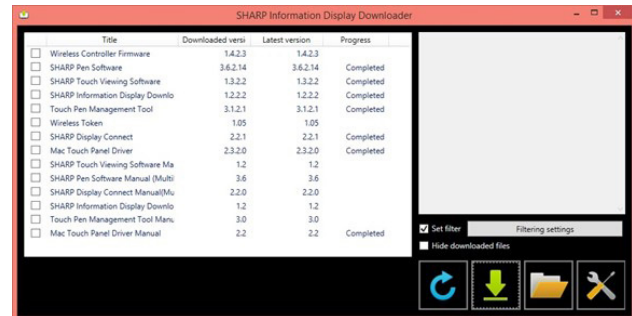 SHARP Information Display Downloader
Title Downloaded versi Latest version Progress
Wireless Controller Firmware 1.4.2.3 1.4.2.3
SHARP Pen Software 3.6.2.14 3.6.2.14 Completed
SHARP Touch Viewing Software 1.3.2.2 1.3.2.2 Completed
SHARP Information Display Downlo 1.2.2.2 1.2.2.2 Completed
Touch Pen Management Tool 3.1.2.1 3.1.2.1 Completed
Wireless Token 1.05 1.05
SHARP Display Connect 2.2.1 2.2.1 Completed
Mac Touch Panel Driver 2.3.2.0 2.3.2.0 Completed
SHARP Touch Viewing Software Ma 1.2 1.2
SHARP Pen Software Manual (Multi 3.6 3.6
SHARP Display Connect Manual(Mu 2.2.0 2.2.0
SHARP Information Display Downlo 1.2 1.2
Touch Pen Management Tool Manu 3.0 3.0
Mac Touch Panel Driver Manual 2.2 2.2 Completed
Set filter Filtering settings
Hide downloaded files